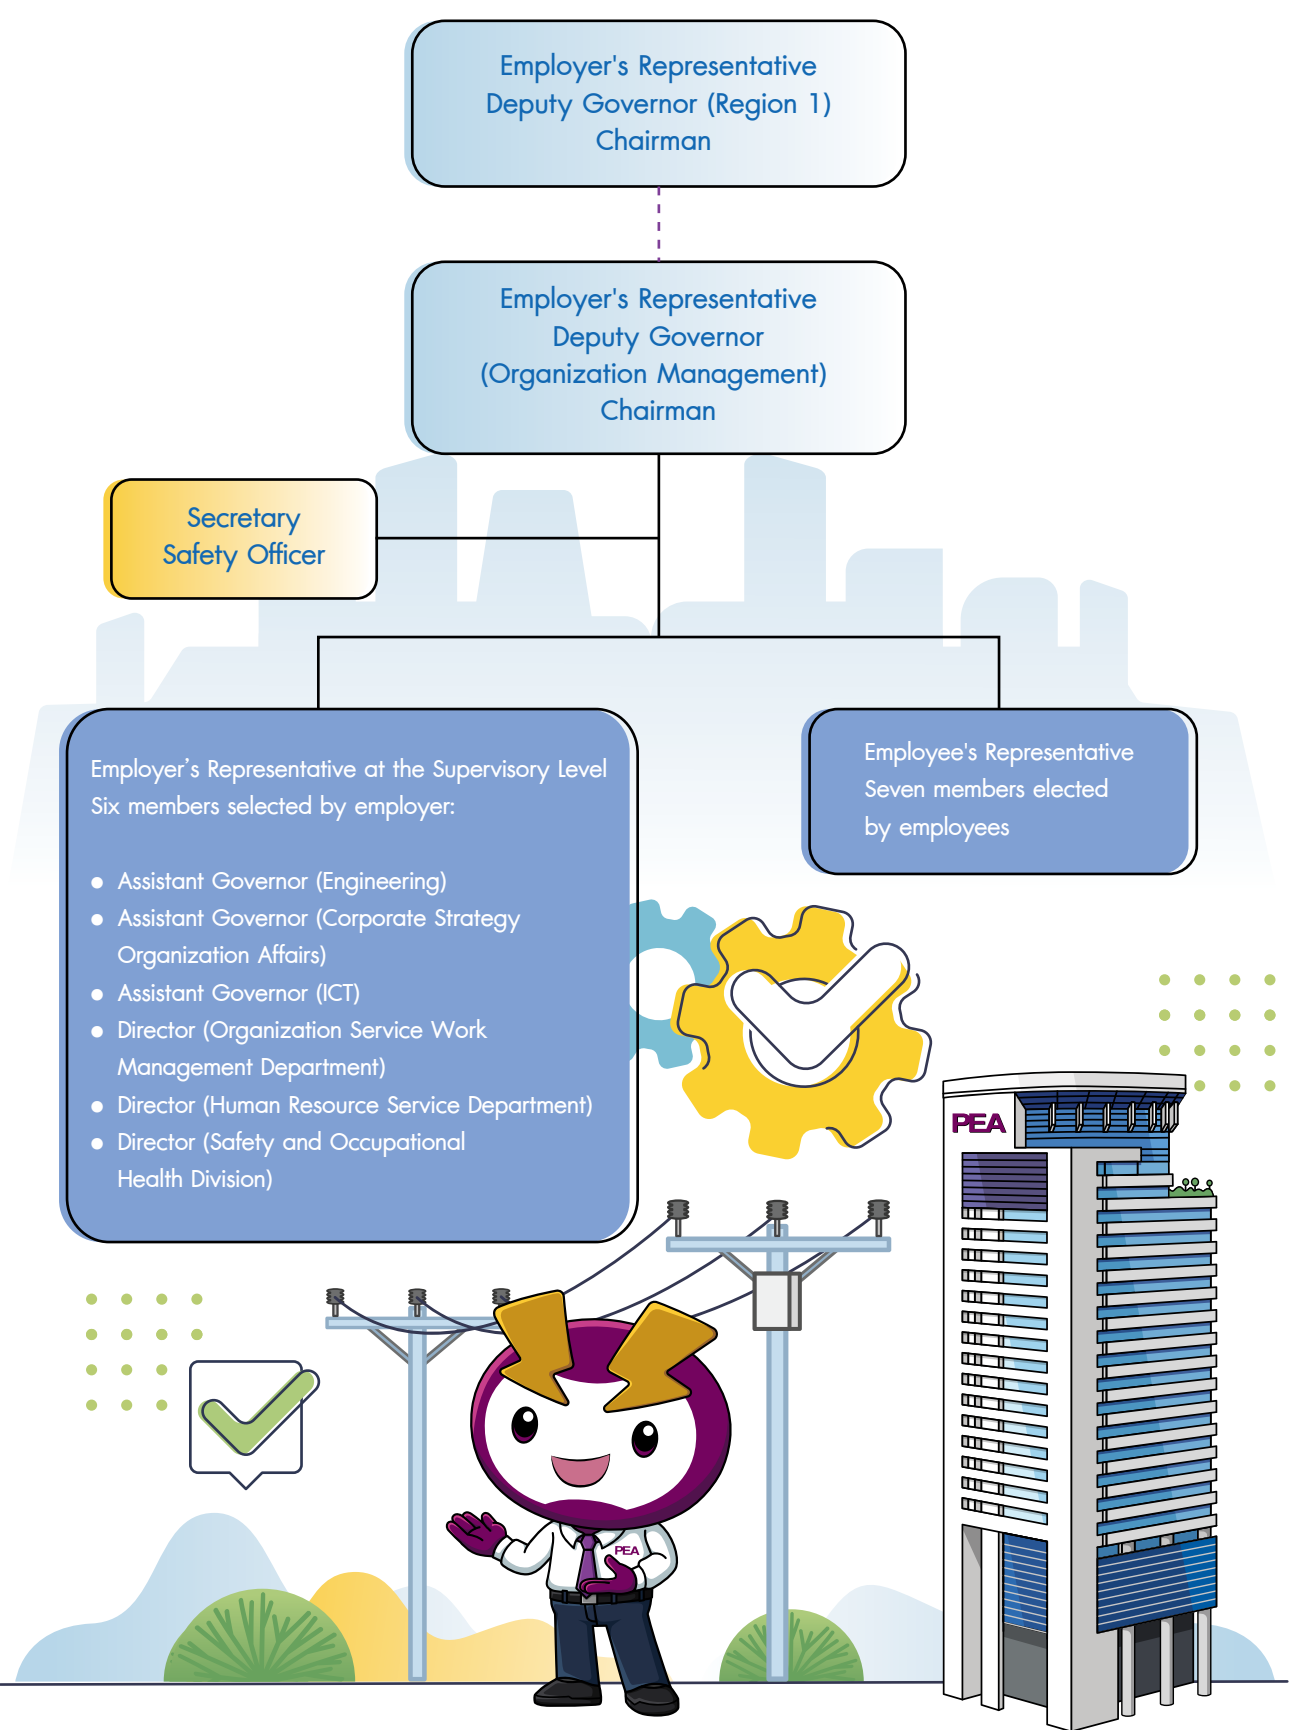 Employer's Representative
Deputy Governor (Region 1)
Chairman
Employer's Representative
Deputy Governor
(Organization Management)
Chairman
Secretary
Safety Officer
Employer’s Representative at the Supervisory Level
Six members selected by employer:
● Assistant Governor (Engineering)
● Assistant Governor (Corporate Strategy
Organization Affairs)
● Assistant Governor (ICT)
● Director (Organization Service Work
Management Department)
● Director (Human Resource Service Department)
● Director (Safety and Occupational
Health Division)
Employee's Representative
Seven members elected
by employees
PEA
PEA